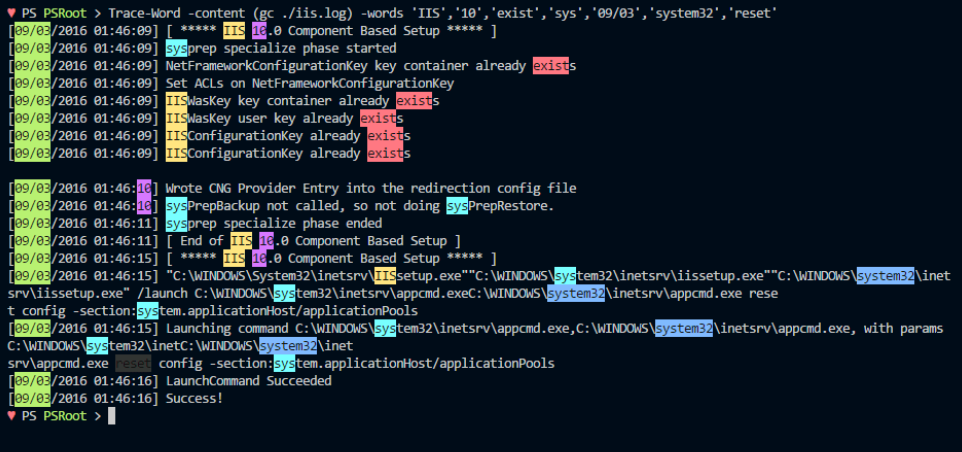 ♥ PS PSRoot > Trace-Word -content (gc ./iis.log) -words 'IIS','10','exist','sys','09/03','system32','reset'
[09/03/2016 01:46:09] [ ***** IIS 10.0 Component Based Setup ***** ]
[09/03/2016 01:46:09] sysprep specialize phase started
[09/03/2016 01:46:09] NetFrameworkConfigurationKey key container already exists
[09/03/2016 01:46:09] Set ACLs on NetFrameworkConfigurationKey
[09/03/2016 01:46:09] IISWasKey key container already exists
[09/03/2016 01:46:09] IISWasKey user key already exists
[09/03/2016 01:46:09] IISConfigurationKey already exists
[09/03/2016 01:46:09] IISConfigurationKey already exists
[09/03/2016 01:46:10] Wrote CNG Provider Entry into the redirection config file
[09/03/2016 01:46:10] sysPrepBackup not called, so not doing sysPrepRestore.
[09/03/2016 01:46:11] sysprep specialize phase ended
[09/03/2016 01:46:11] [ End of IIS 10.0 Component Based Setup ]
[09/03/2016 01:46:15] [ ***** IIS 10.0 Component Based Setup ***** ]
[09/03/2016 01:46:15] "C:\WINDOWS\System32\inetsrv\IISsetup.exe""C:\WINDOWS\system32\inetsrv\iissetup.exe""C:\WINDOWS\system32\inet
srv\iissetup.exe" /launch C:\WINDOWS\system32\inetsrv\appcmd.exeC:\WINDOWS\system32\inetsrv\appcmd.exe rese
t config -section:system.applicationHost/applicationPools
[09/03/2016 01:46:15] Launching command C:\WINDOWS\system32\inetsrv\appcmd.exe,C:\WINDOWS\system32\inetsrv\appcmd.exe, with params
C:\WINDOWS\system32\inetC:\WINDOWS\system32\inet
srv\appcmd.exe reset config -section:system.applicationHost/applicationPools
[09/03/2016 01:46:16] LaunchCommand Succeeded
[09/03/2016 01:46:16] Success!
♥ PS PSRoot >